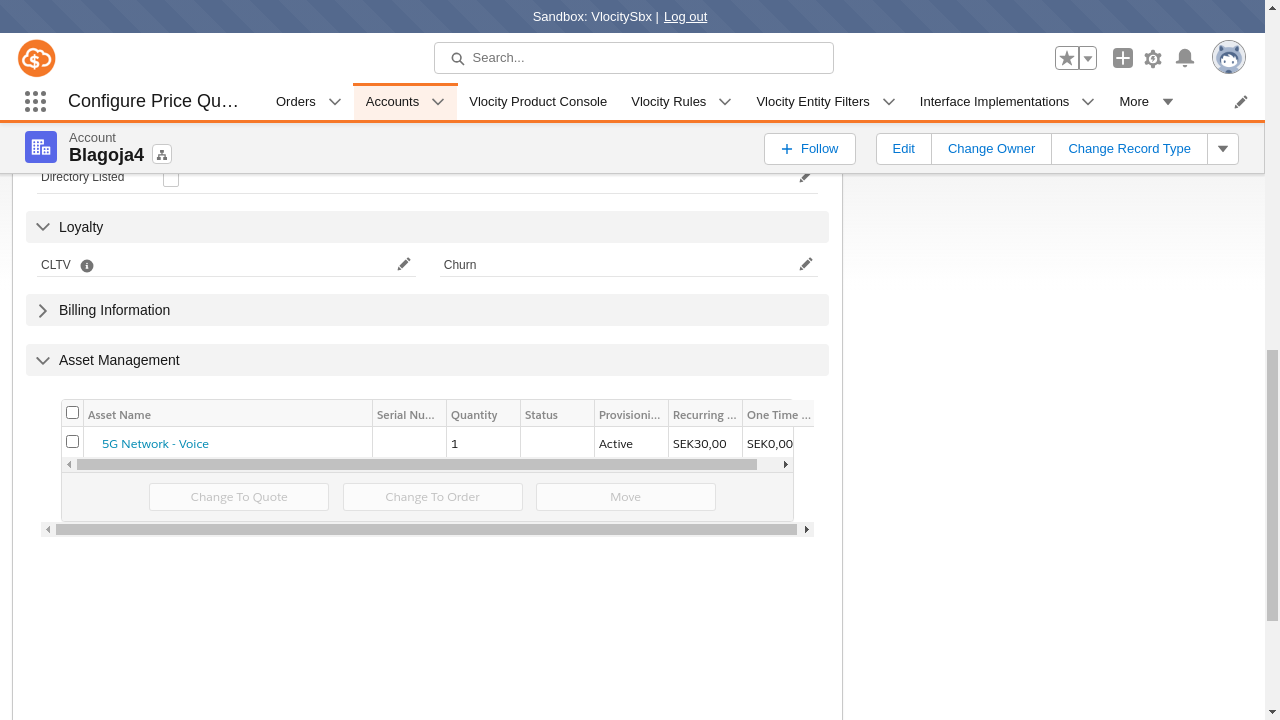 Sandbox: VlocitySbx | Log out
Search...
Configure Price Qu...
Orders
Accounts
Vlocity Product Console
Vlocity Rules
Vlocity Entity Filters
Interface Implementations
More
Account
Blagoja4
Follow
Edit
Change Owner
Change Record Type
Directory Listed
Loyalty
CLTV
Churn
Billing Information
Asset Management
Asset Name Serial Nu... Quantity Status Provisioni... Recurring ... One Time ...
5G Network - Voice 1 Active SEK30,00 SEK0,00
Change To Quote Change To Order Move